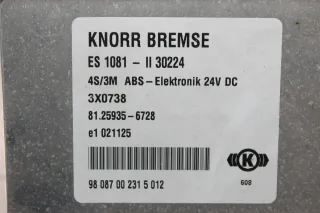 KNORR BREMSE
ES 1081 - II 30224
4S/3M ABS-Elektronik 24V DC
3X0738
81.25935-6728
e1 021125
K
608
98 087 00 231 5 012